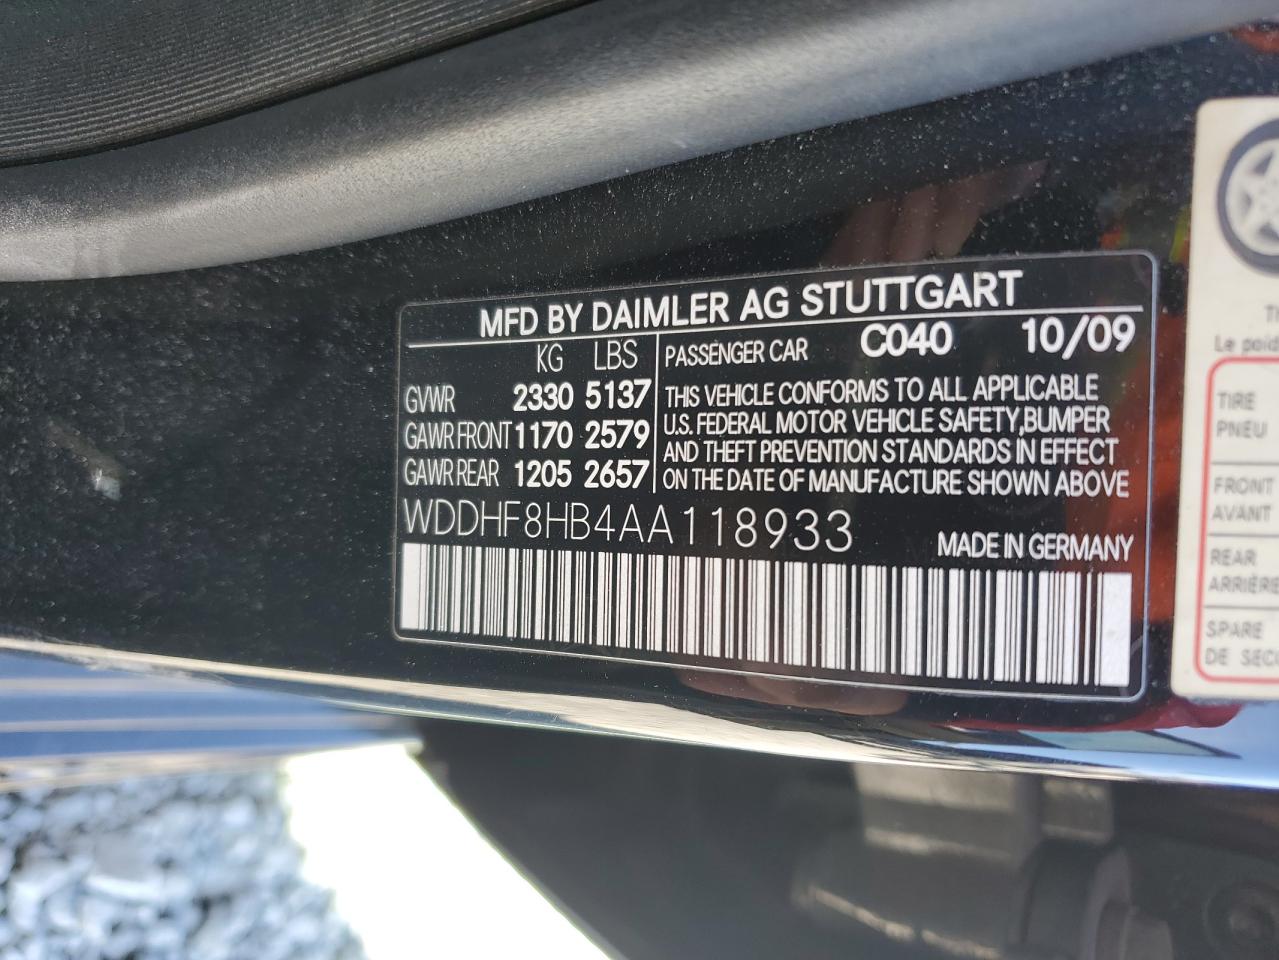 MFD BY DAIMLER AG STUTTGART
KG LBS
GVWR 2330 5137
GAWR FRONT 1170 2579
GAWR REAR 1205 2657
PASSENGER CAR C040 10/09
THIS VEHICLE CONFORMS TO ALL APPLICABLE
U.S. FEDERAL MOTOR VEHICLE SAFETY,BUMPER
AND THEFT PREVENTION STANDARDS IN EFFECT
ON THE DATE OF MANUFACTURE SHOWN ABOVE
WDDHF8HB4AA118933
MADE IN GERMANY
Le
TIRE
PNEU
FRONT
AVANT
REAR
ARRIÈRE
SPARE
DE